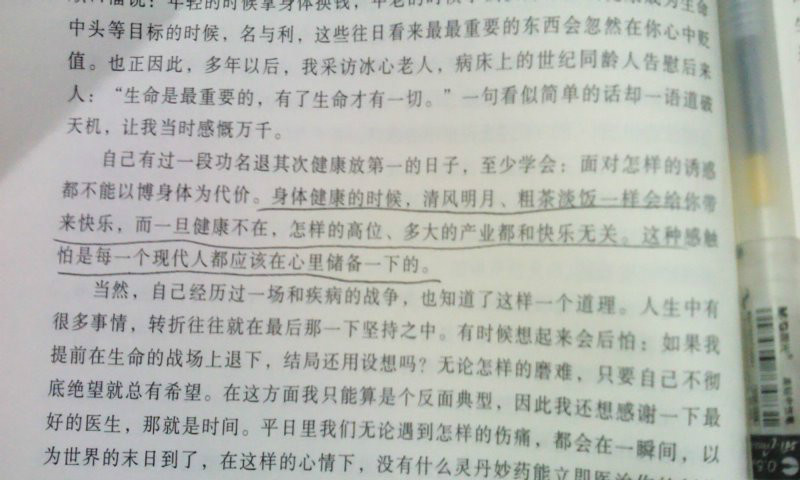 说：年轻的时候拿身体换钱，年老的时候
中头等目标的时候，名与利，这些往日看来最最重要的东西会忽然在你心中贬
值。也正因此，多年以后，我采访冰心老人，病床上的世纪同龄人告慰后来
人：“生命是最重要的，有了生命才有一切。”一句看似简单的话却一语道破
天机，让我当时感慨万千。
自己有过一段功名退其次健康放第一的日子，至少学会：面对怎样的诱惑
都不能以博身体为代价。身体健康的时候，清风明月、粗茶淡饭一样会给你带
来快乐，而一旦健康不在，怎样的高位、多大的产业都和快乐无关。这种感触
怕是每一个现代人都应该在心里储备一下的。
当然，自己经历过一场和疾病的战争，也知道了这样一个道理。人生中有
很多事情，转折往往就在最后那一下坚持之中。有时候想起来会后怕：如果我
提前在生命的战场上退下，结局还用设想吗？无论怎样的磨难，只要自己不彻
底绝望就总有希望。在这方面我只能算是个反面典型，因此我还想感谢一下最
好的医生，那就是时间。平日里我们无论遇到怎样的伤痛，都会在一瞬间，以
为世界的末日到了，在这样的心情下，没有什么灵丹妙药能立即医治